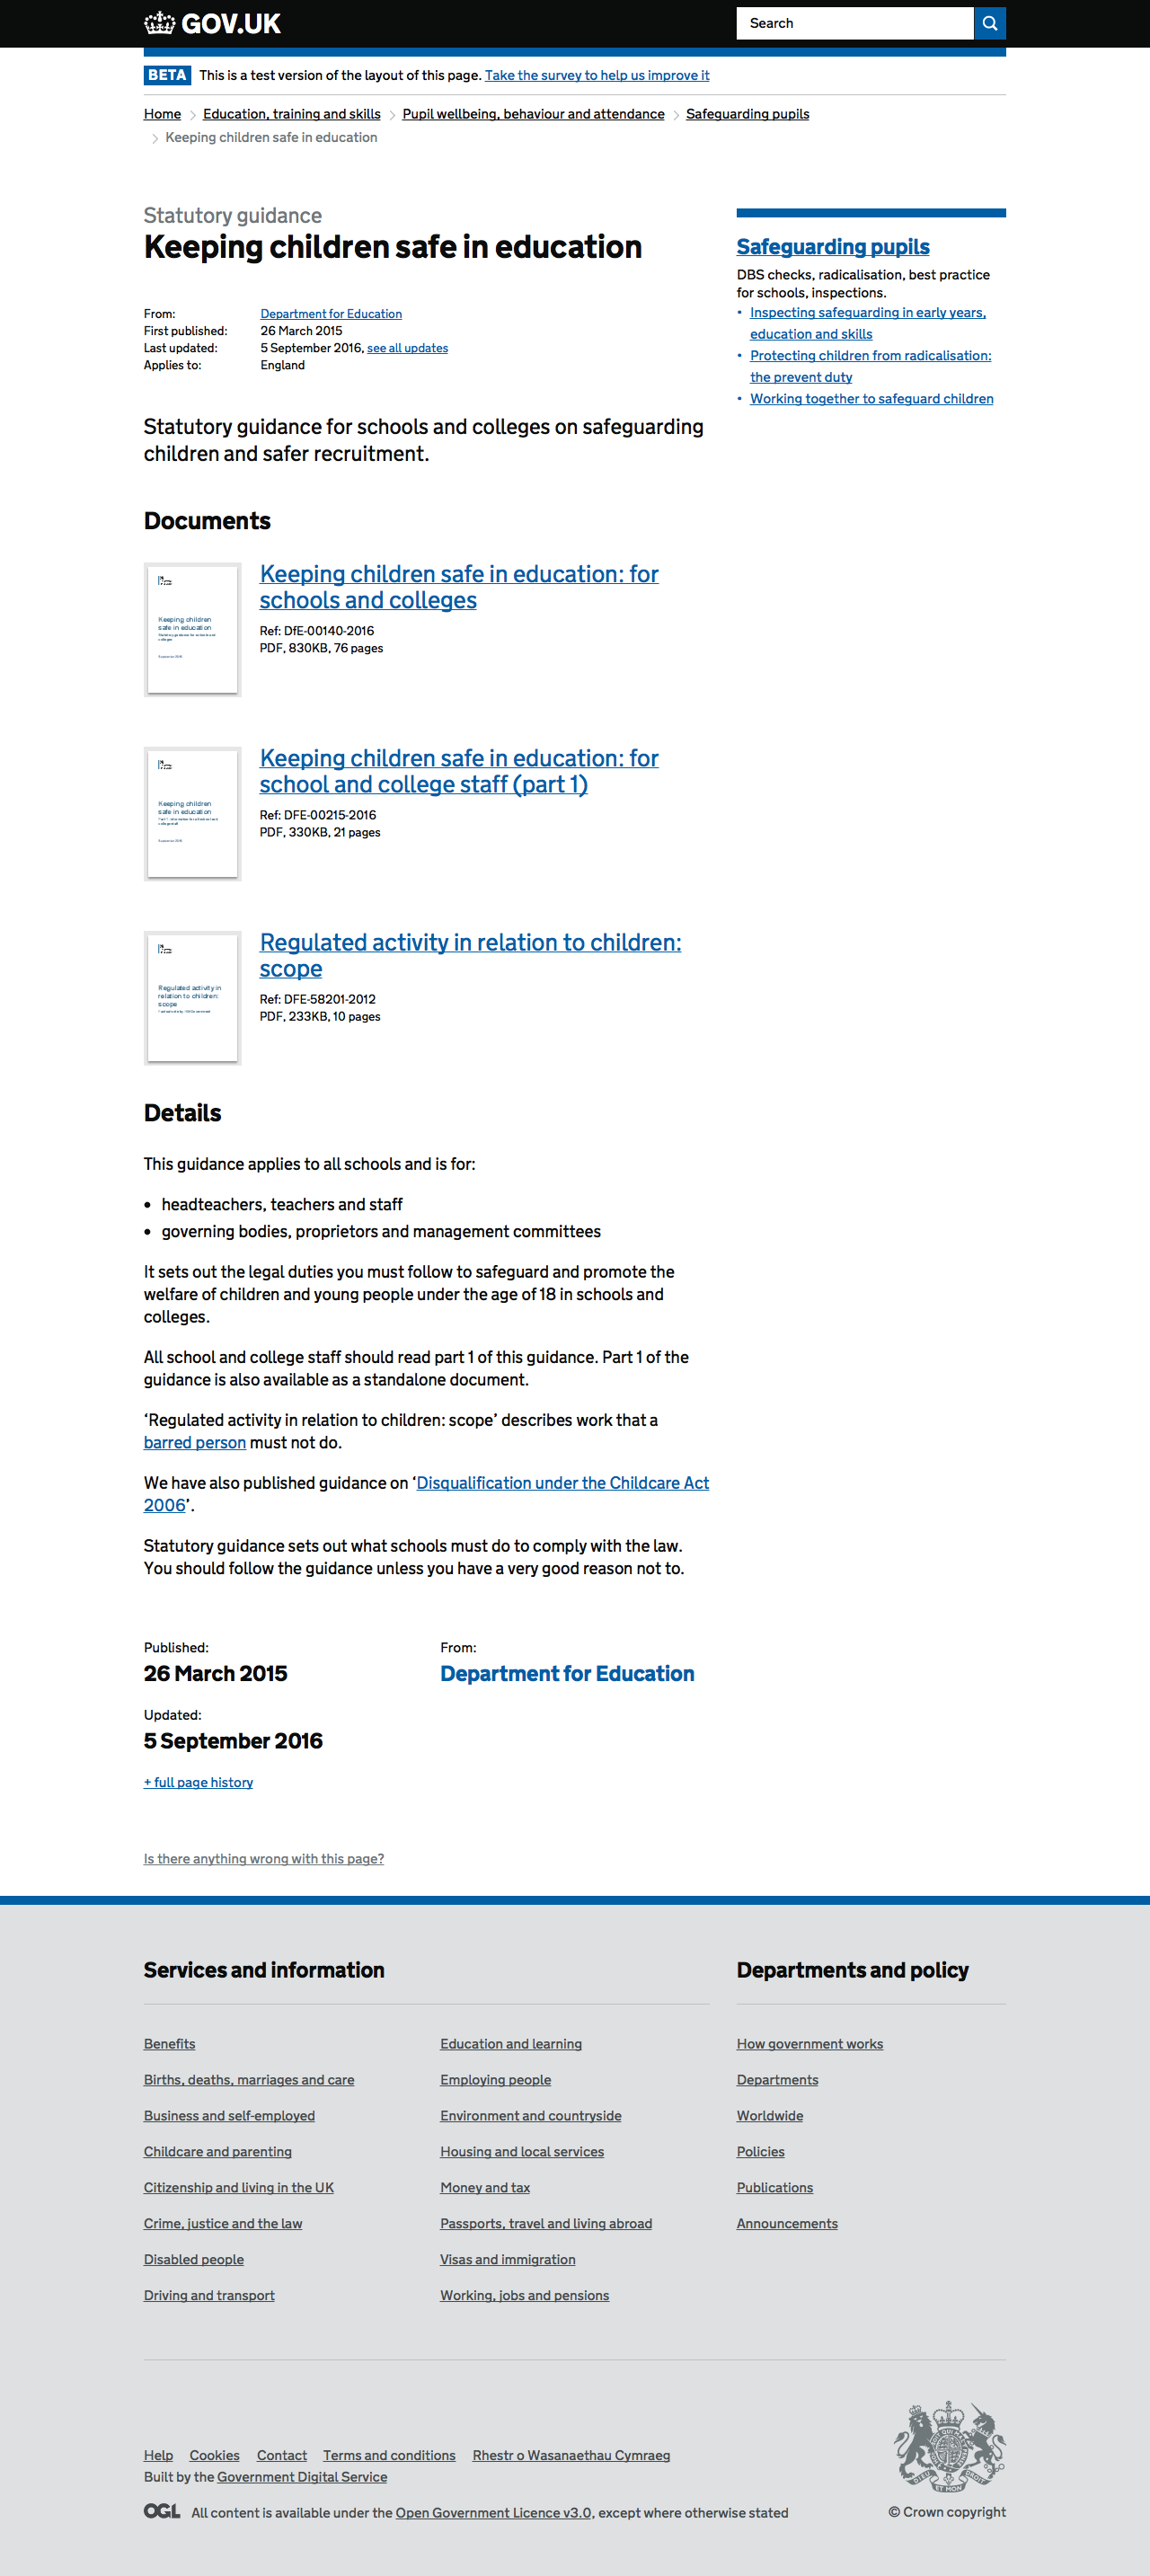 GOV.UK
Search
BETA This is a test version of the layout of this page. Take the survey to help us improve it
Home Education, training and skills Pupil wellbeing, behaviour and attendance Safeguarding pupils
Keeping children safe in education
Statutory guidance
Keeping children safe in education
From: Department for Education
First published: 26 March 2015
Last updated: 5 September 2016, see all updates
Applies to: England
Safeguarding pupils
DBS checks, radicalisation, best practice
for schools, inspections.
• Inspecting safeguarding in early years,
education and skills
• Protecting children from radicalisation:
the prevent duty
• Working together to safeguard children
Statutory guidance for schools and colleges on safeguarding
children and safer recruitment.
Documents
Keeping children
safe in education
Statutory guidance for schools and
colleges
September 2016
Keeping children safe in education: for
schools and colleges
Ref: DfE-00140-2016
PDF, 830KB, 76 pages
Keeping children
safe in education
September 2016
Keeping children safe in education: for
school and college staff (part 1)
Ref: DFE-00215-2016
PDF, 330KB, 21 pages
Regulated activity in
relation to children:
scope
Regulated activity in relation to children:
scope
Ref: DFE-58201-2012
PDF, 233KB, 10 pages
Details
This guidance applies to all schools and is for:
• headteachers, teachers and staff
• governing bodies, proprietors and management committees
It sets out the legal duties you must follow to safeguard and promote the
welfare of children and young people under the age of 18 in schools and
colleges.
All school and college staff should read part 1 of this guidance. Part 1 of the
guidance is also available as a standalone document.
‘Regulated activity in relation to children: scope’ describes work that a
barred person must not do.
We have also published guidance on ‘Disqualification under the Childcare Act
2006’.
Statutory guidance sets out what schools must do to comply with the law.
You should follow the guidance unless you have a very good reason not to.
Published:
26 March 2015
From:
Department for Education
Updated:
5 September 2016
+ full page history
Is there anything wrong with this page?
Services and information
Benefits
Births, deaths, marriages and care
Business and self-employed
Childcare and parenting
Citizenship and living in the UK
Crime, justice and the law
Disabled people
Driving and transport
Education and learning
Employing people
Environment and countryside
Housing and local services
Money and tax
Passports, travel and living abroad
Visas and immigration
Working, jobs and pensions
Departments and policy
How government works
Departments
Worldwide
Policies
Publications
Announcements
Help Cookies Contact Terms and conditions Rhestr o Wasanaethau Cymraeg
Built by the Government Digital Service
OGL All content is available under the Open Government Licence v3.0, except where otherwise stated
DIEU ET MON DROIT
© Crown copyright